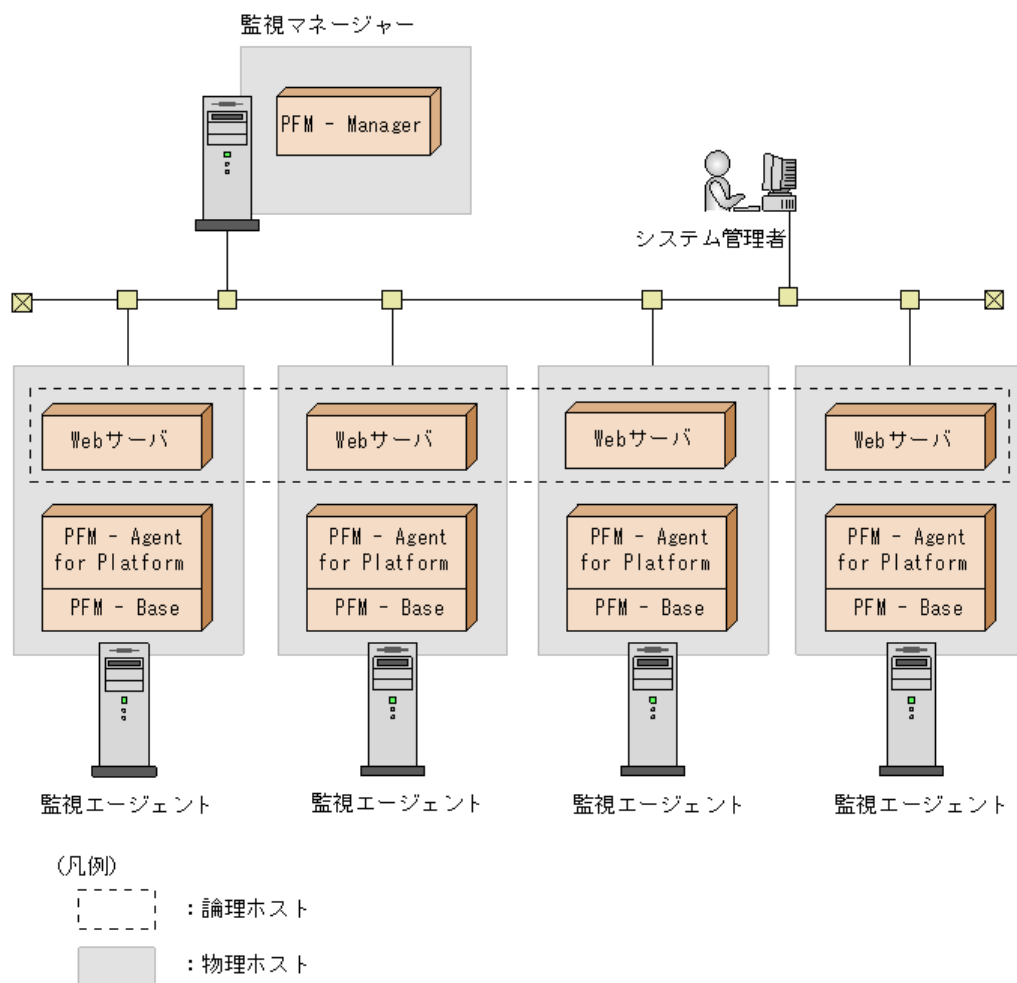 監視マネージャー
PFM - Manager
システム管理者
Webサーバ
Webサーバ
Webサーバ
Webサーバ
PFM - Agent
for Platform
PFM - Base
PFM - Agent
for Platform
PFM - Base
PFM - Agent
for Platform
PFM - Base
PFM - Agent
for Platform
PFM - Base
監視エージェント
監視エージェント
監視エージェント
監視エージェント
(凡例)
：論理ホスト
：物理ホスト